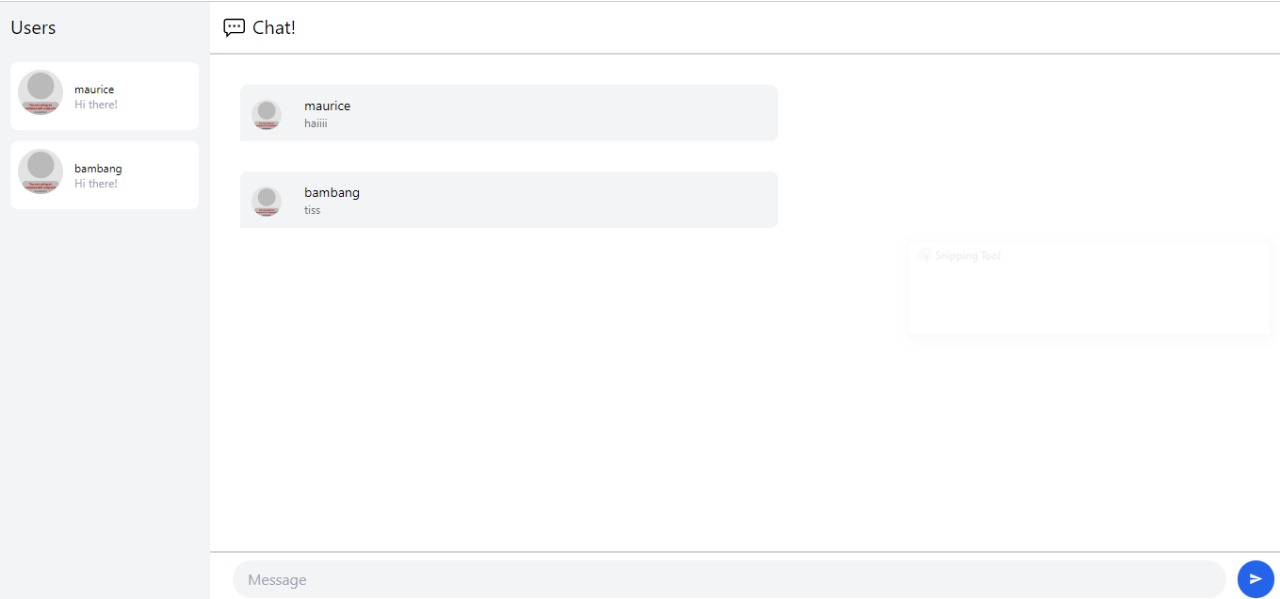 Users
maurice
Hi there!
bambang
Hi there!
Chat!
maurice
haiiii
bambang
tiss
Snipping Tool
Message